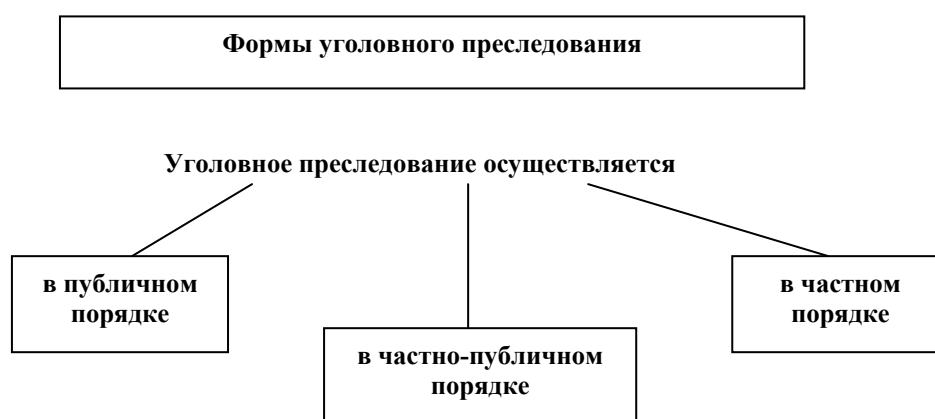 Формы уголовного преследования
Уголовное преследование осуществляется
в публичном
порядке
в частно-публичном
порядке
в частном
порядке